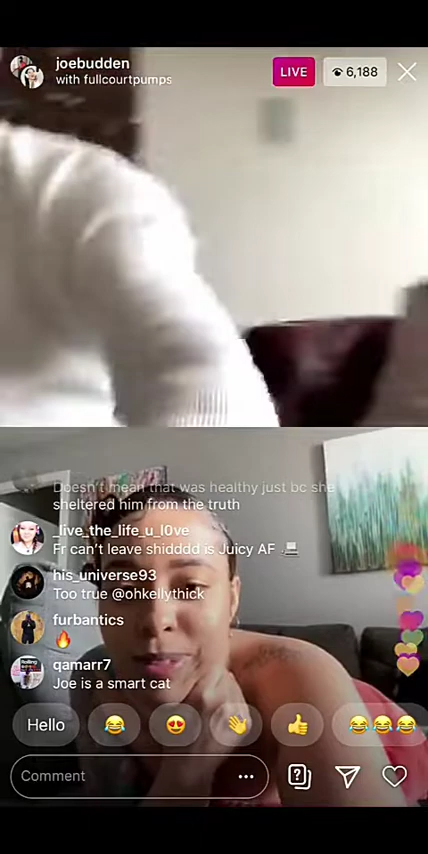 joebudden
with fullcourtpumps
LIVE
6,188
Doesn't mean that was healthy just bc she
sheltered him from the truth
_live_the_life_u_l0ve
Fr can't leave shidddd is Juicy AF
his_universe93
Too true @ohkellythick
furbantics
🔥
qamarr7
Joe is a smart cat
Hello 😂 😍 👋 👍 😂😂😂
Comment